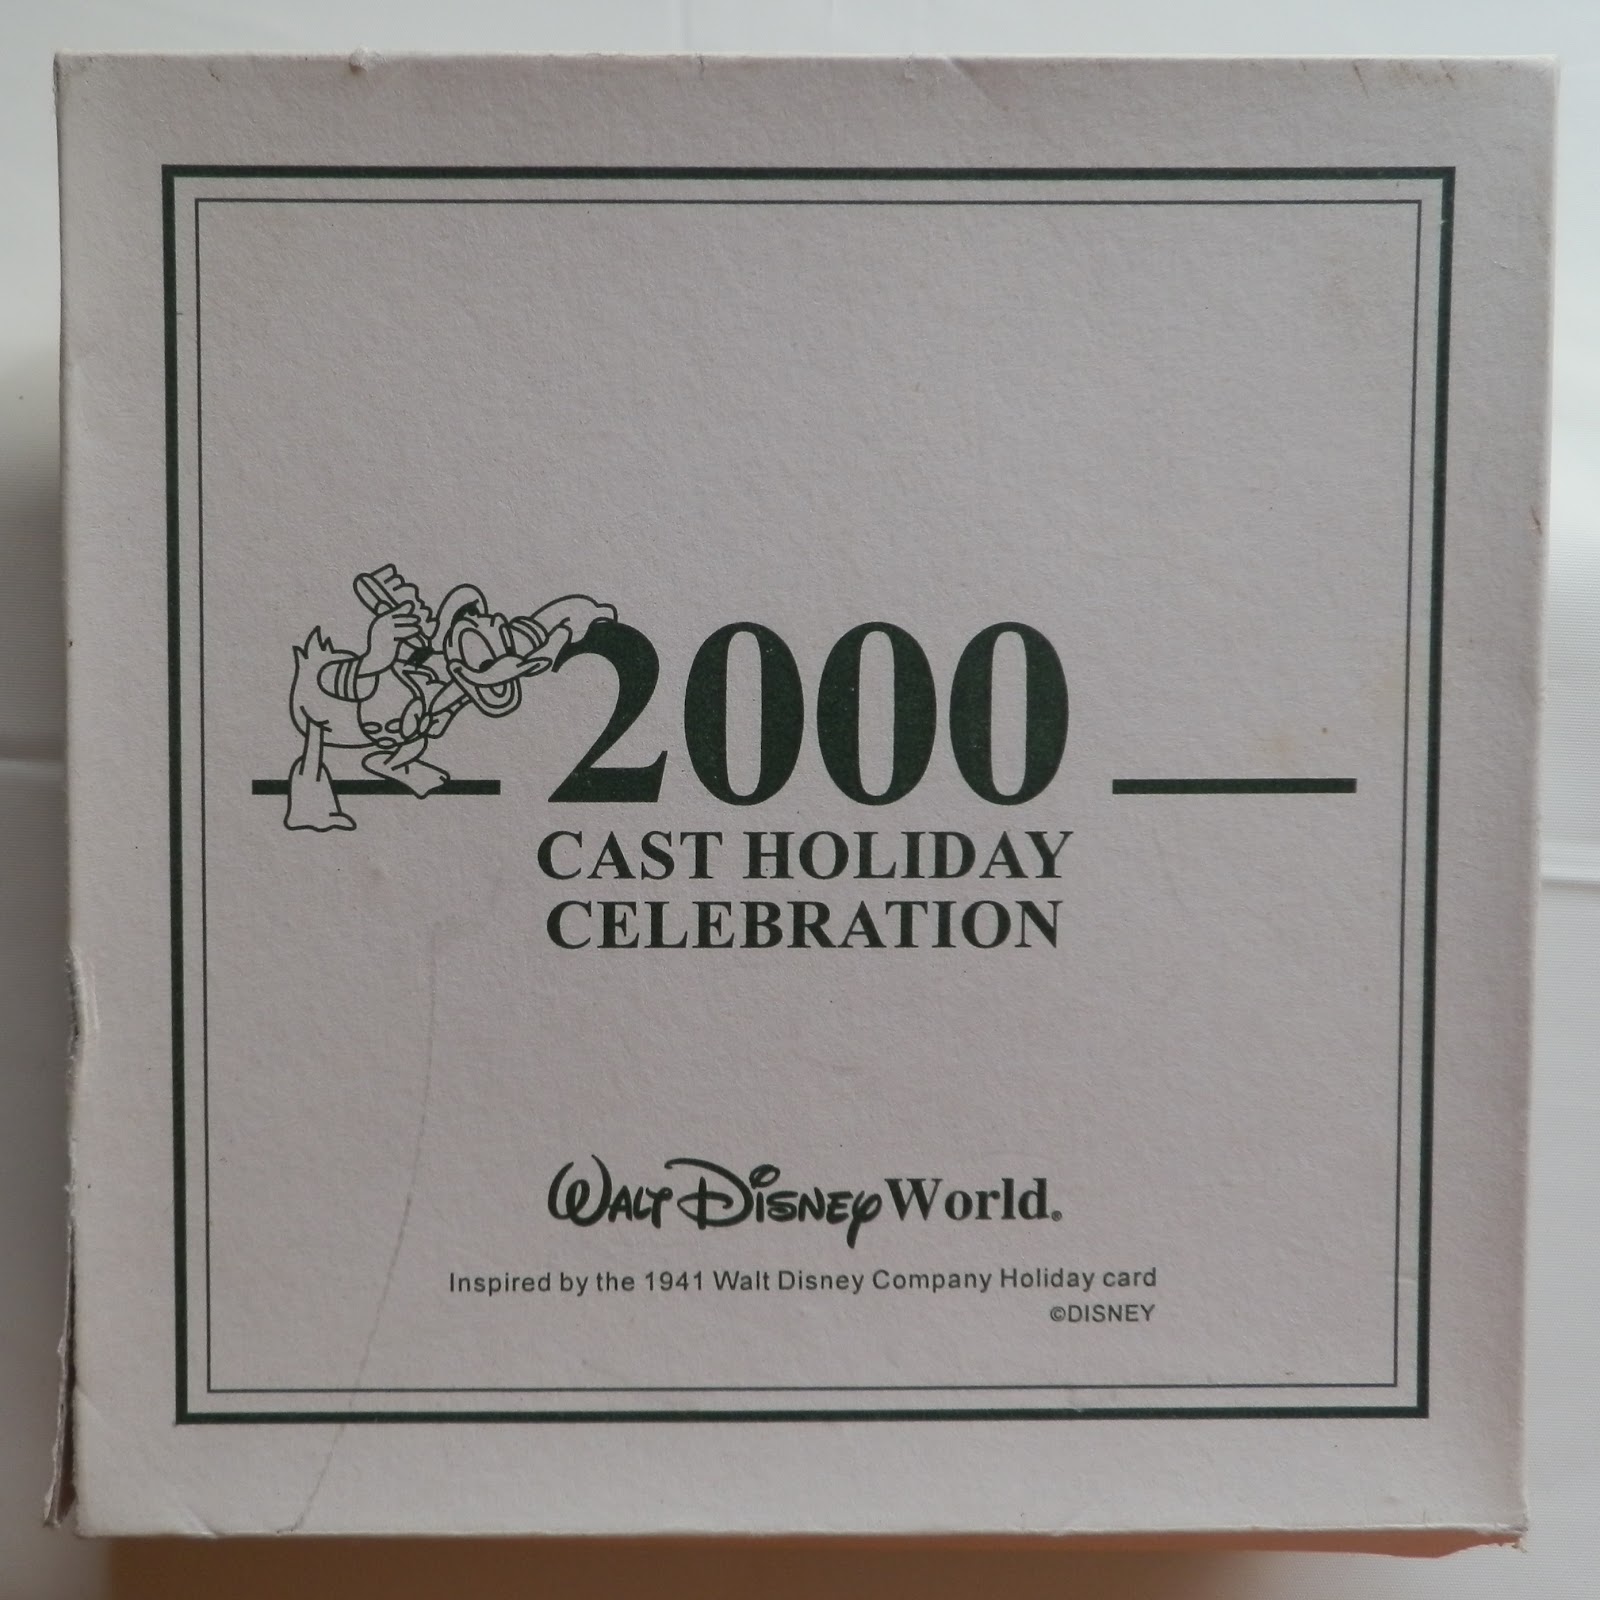 2000
CAST HOLIDAY
CELEBRATION
WALT DISNEY World®
Inspired by the 1941 Walt Disney Company Holiday card
©DISNEY